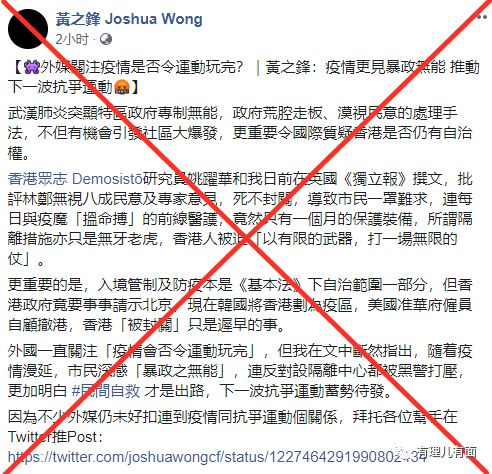 黃之鋒 Joshua Wong
2小时
【👾外媒關注疫情是否令運動玩完？｜黃之鋒：疫情更見暴政無能 推動
下一波抗爭運動🤬】
武漢肺炎突顯特區政府專制無能，政府荒腔走板、漠視民意的處理手
法，不但有機會引發社區大爆發，更重要令國際質疑香港是否仍有自治
權。
香港眾志 Demosistō研究員姚躍華和我日前在英國《獨立報》撰文，批
評林鄭無視八成民意及專家意見，死不封關，導致市民一罩難求，連每
日與疫魔「搵命搏」的前線醫護，竟然只有一個月的保護裝備，所謂隔
離措施亦只是無牙老虎，香港人被迫「以有限的武器，打一場無限的
仗」。
更重要的是，入境管制及防疫本是《基本法》下自治範圍一部分，但香
港政府竟要事事請示北京，現在韓國將香港劃為疫區，美國准華府僱員
自顧撤港，香港「被封關」只是遲早的事。
外國一直關注「疫情會否令運動玩完」，但我在文中斷然指出，隨着疫
情漫延，市民深感「暴政之無能」，連反對設隔離中心都被黑警打壓，
更加明白 #民間自救 才是出路，下一波抗爭運動蓄勢待發。
因為不少外媒仍未好扣連到疫情同抗爭運動個關係，拜托各位幫手在
Twitter推Post：
https://twitter.com/joshuawongcf/status/1227464291990802434
有理儿有面